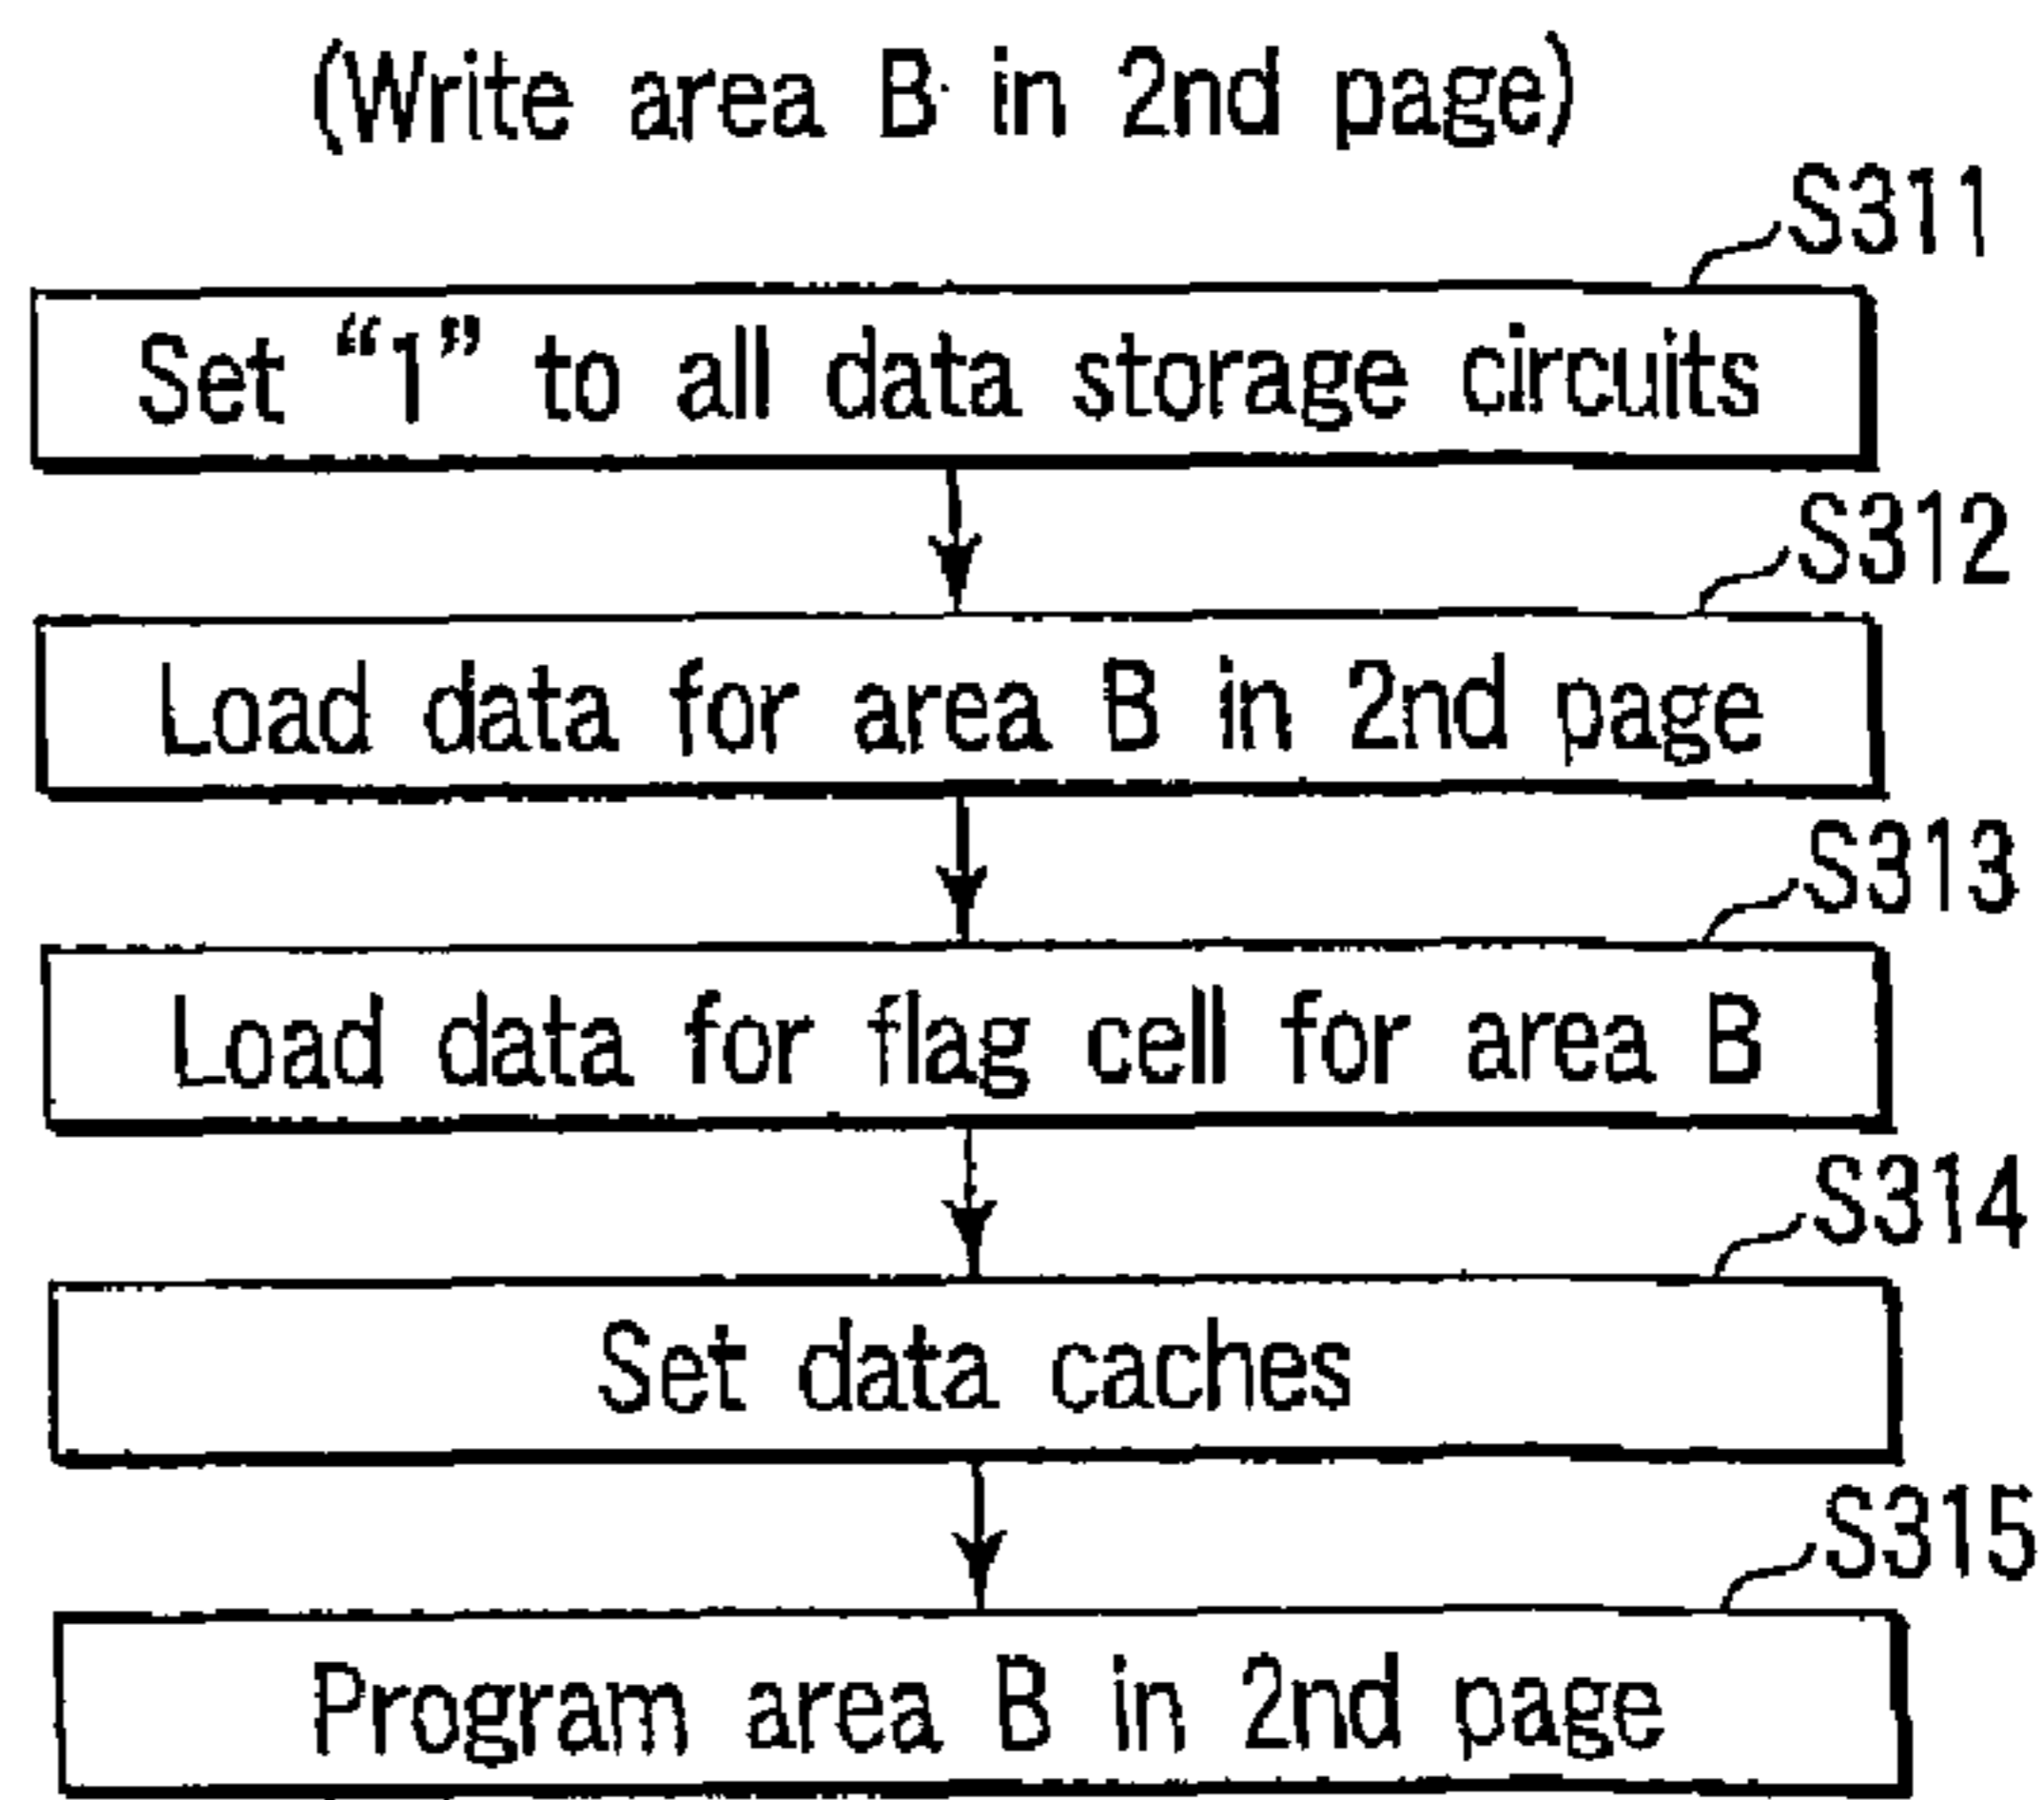 (Write area B in 2nd page)
S311
Set “1” to all data storage circuits
S312
Load data for area B in 2nd page
S313
Load data for flag cell for area B
S314
Set data caches
S315
Program area B in 2nd page